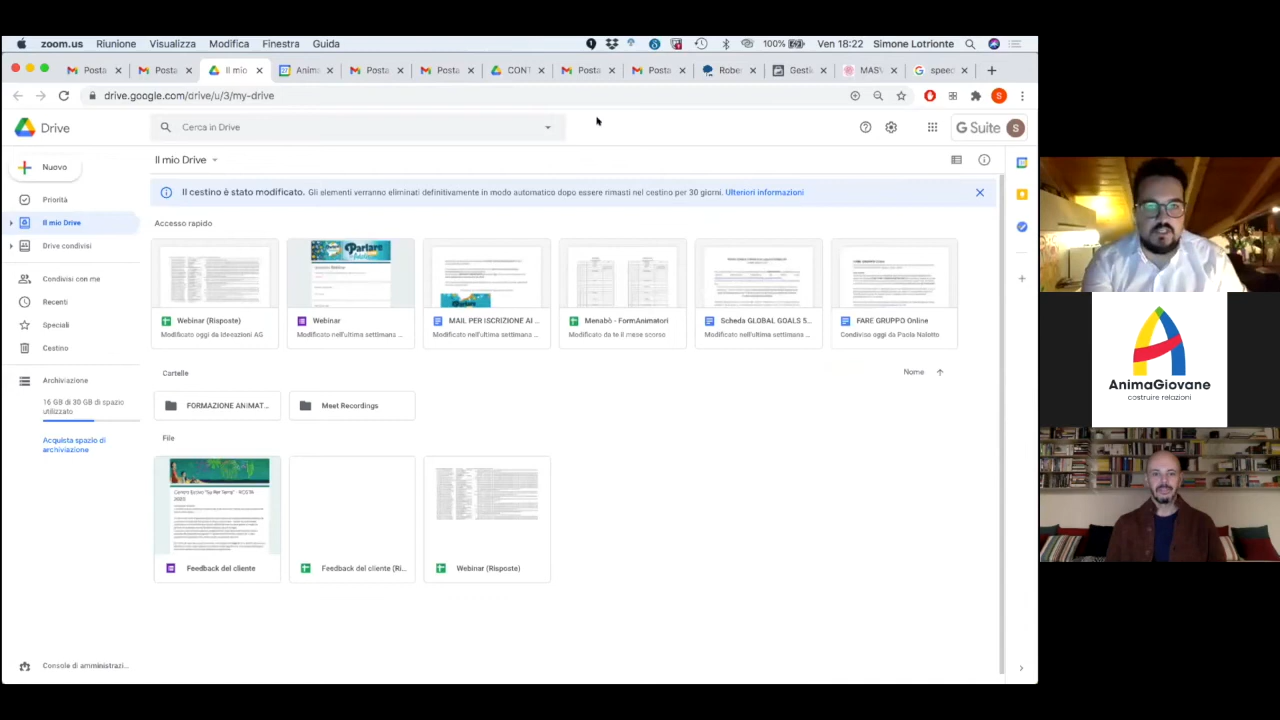 zoom.us Riunione Visualizza Modifica Finestra Guida 100% Ven 18:22 Simone Lotrionte
Posta Posta Il mio Anima Posta Posta CONT Posta Posta Rober Gesti MASV speed
drive.google.com/drive/u/3/my-drive
Drive
Cerca in Drive
G Suite S
Nuovo
Priorità
Il mio Drive
Drive condivisi
Condivisi con me
Recenti
Speciali
Cestino
Archiviazione
16 GB di 30 GB di spazio
utilizzato
Acquista spazio di
archiviazione
Console di amministrazi...
Il mio Drive
Il cestino è stato modificato. Gli elementi verranno eliminati definitivamente in modo automatico dopo essere rimasti nel cestino per 30 giorni. Ulteriori informazioni
Accesso rapido
Parlare
Webinar (Risposte)
Modificato oggi da Ideazioni AG
Webinar
Modificato nell'ultima settimana ...
MAIL PER ISCRIZIONE AI ...
Modificato nell'ultima settimana ...
Menabò - FormAnimatori
Modificato da te il mese scorso
Scheda GLOBAL GOALS 5...
Modificato nell'ultima settimana ...
FARE GRUPPO Online
Condiviso oggi da Paola Nolotto
Cartelle
Nome
FORMAZIONE ANIMAT...
Meet Recordings
File
Feedback del cliente
Feedback del cliente (Ri...
Webinar (Risposte)
AnimaGiovane
costruire relazioni